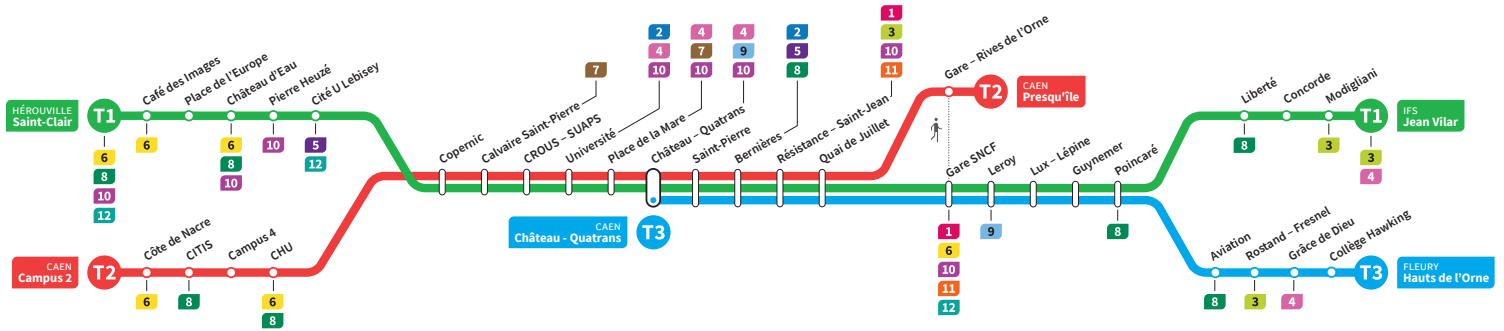 HÉROUVILLE
Saint-Clair
T1
6
8
10
12
Café des Images
6
Place de l'Europe
Château d'Eau
6
8
10
Pierre Heuzé
10
Cité U Lebisey
5
12
CAEN
Campus 2
T2
Côte de Nacre
6
CITIS
8
Campus 4
CHU
6
8
Copernic
Calvaire Saint-Pierre
7
CROUS – SUAPS
Université
2
4
10
Place de la Mare
4
7
10
Château – Quatrans
4
9
10
Saint-Pierre
Bernières
2
5
8
Résistance – Saint-Jean
1
3
10
11
Quai de Juillet
CAEN
Château - Quatrans
T3
Gare – Rives de l'Orne
T2
CAEN
Presqu'île
Gare SNCF
1
6
10
11
12
Leroy
9
Lux – Lépine
Guynemer
Poincaré
8
Liberté
8
Concorde
Modigliani
3
T1
3
4
IFS
Jean Vilar
Aviation
8
Rostand – Fresnel
3
Grâce de Dieu
4
Collège Hawking
T3
FLEURY
Hauts de l'Orne